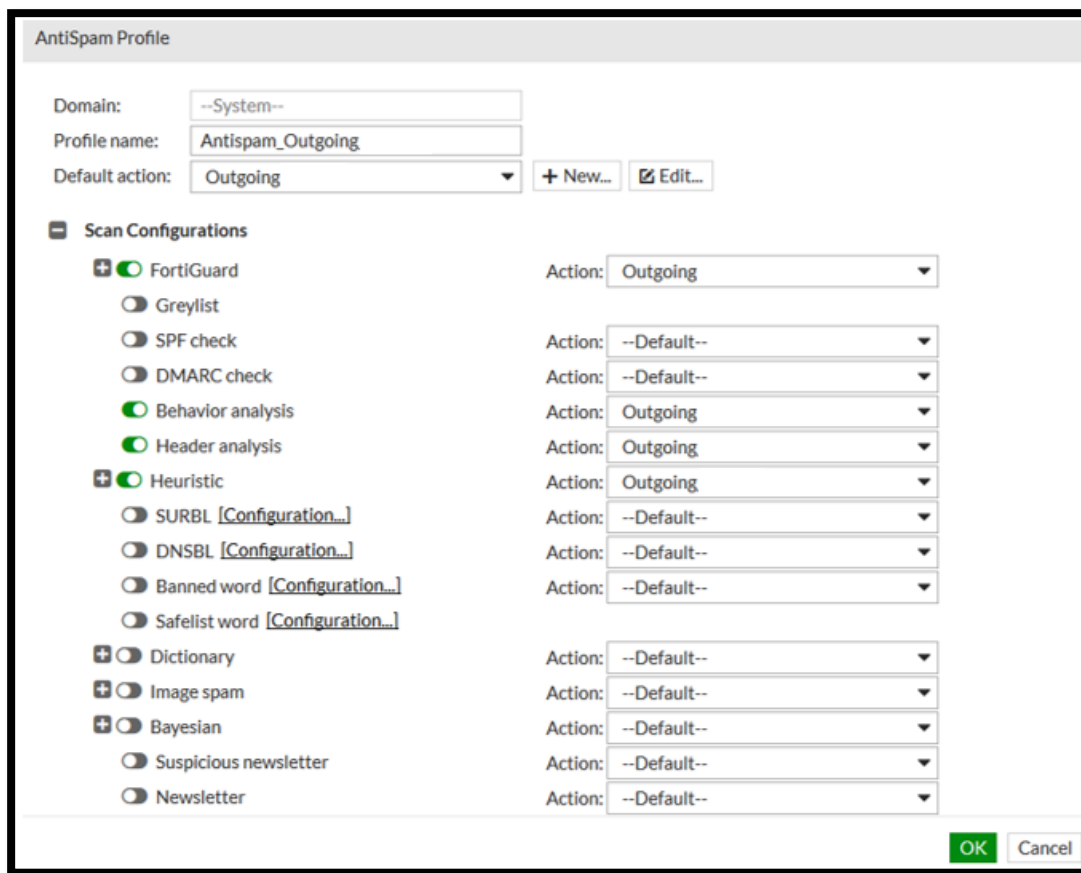 AntiSpam Profile
Domain: --System--
Profile name: Antispam_Outgoing
Default action: Outgoing New... Edit...
Scan Configurations
FortiGuard Action: Outgoing
Greylist
SPF check Action: --Default--
DMARC check Action: --Default--
Behavior analysis Action: Outgoing
Header analysis Action: Outgoing
Heuristic Action: Outgoing
SURBL [Configuration...] Action: --Default--
DNSBL [Configuration...] Action: --Default--
Banned word [Configuration...] Action: --Default--
Safelist word [Configuration...]
Dictionary Action: --Default--
Image spam Action: --Default--
Bayesian Action: --Default--
Suspicious newsletter Action: --Default--
Newsletter Action: --Default--
OK Cancel